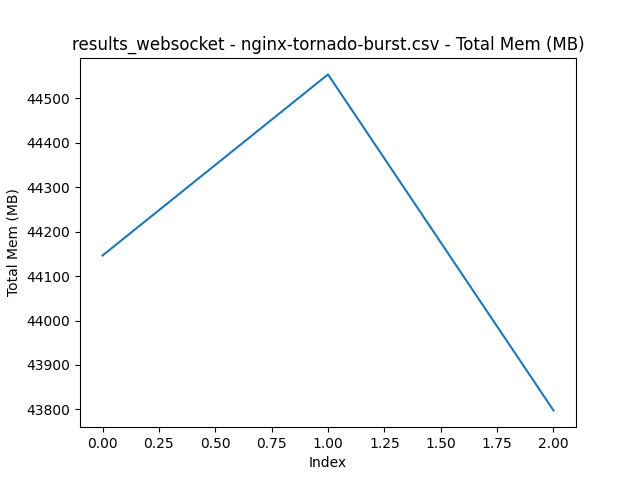 results_websocket - nginx-tornado-burst.csv - Total Mem (MB)
Total Mem (MB)
44500
44400
44300
44200
44100
44000
43900
43800
0.00 0.25 0.50 0.75 1.00 1.25 1.50 1.75 2.00
Index